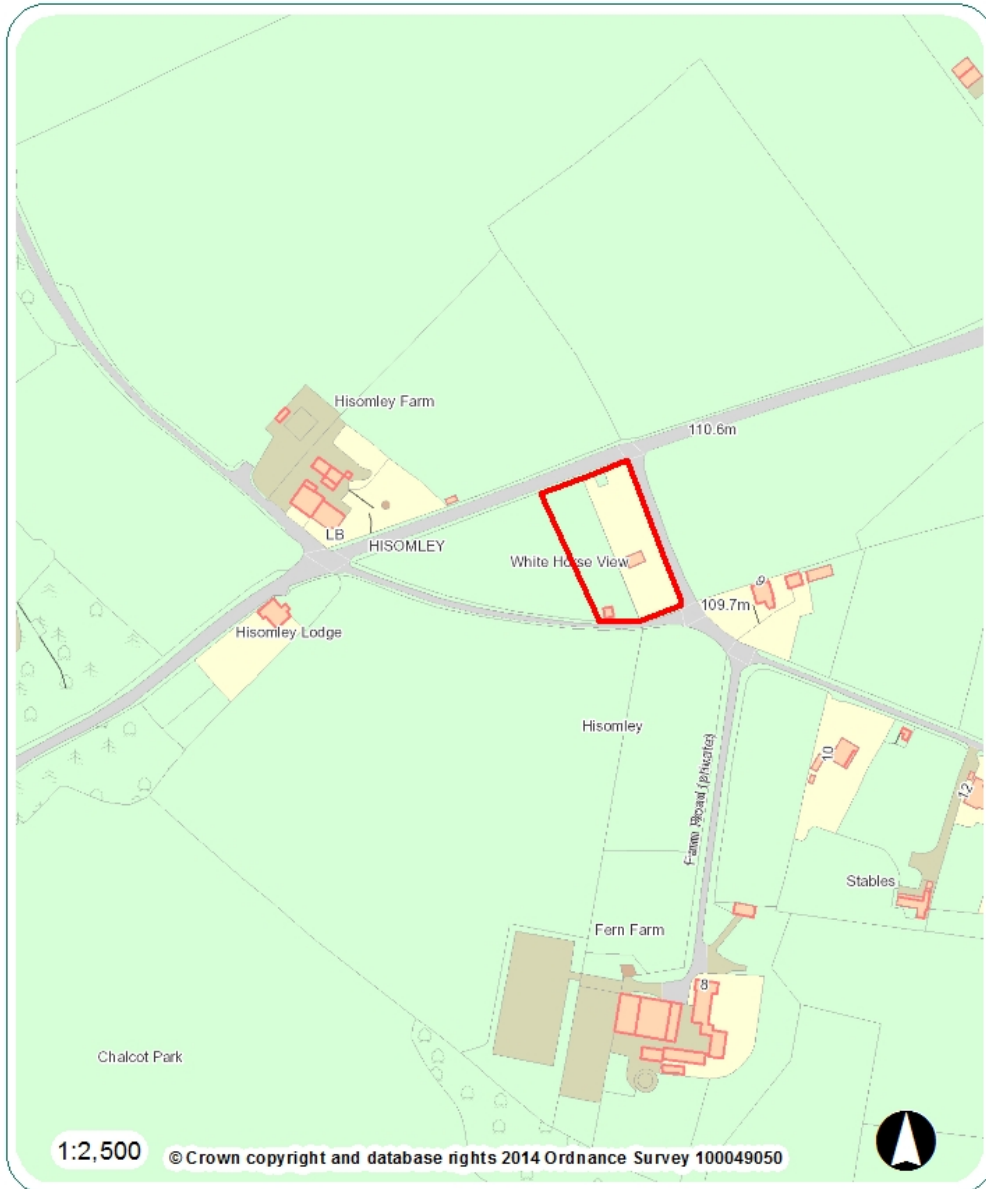 Hisomley Farm
110.6m
LB
HISOMLEY
White Horse View
9
109.7m
Hisomley Lodge
Hisomley
Farm Road (private)
10
12
Stables
Fern Farm
8
Chalcot Park
1:2,500
© Crown copyright and database rights 2014 Ordnance Survey 100049050